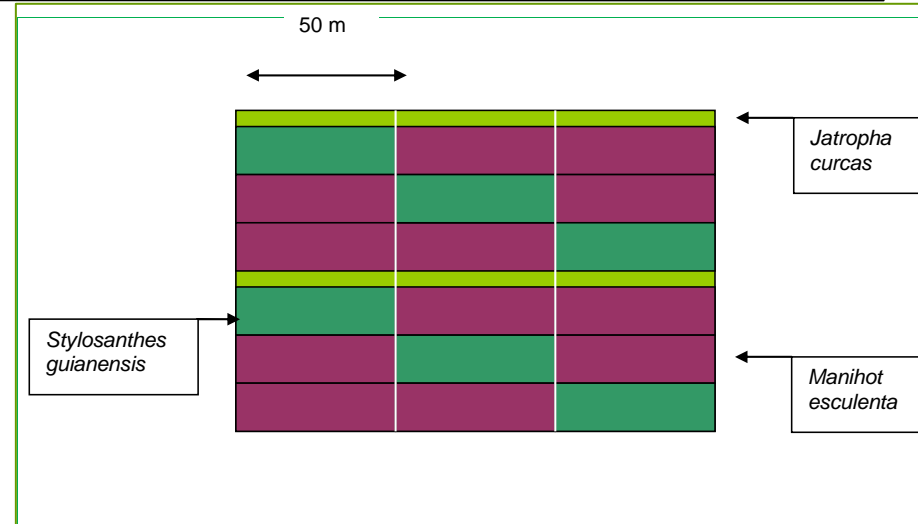 50 m
Jatropha
curcas
Stylosanthes
guianensis
Manihot
esculenta